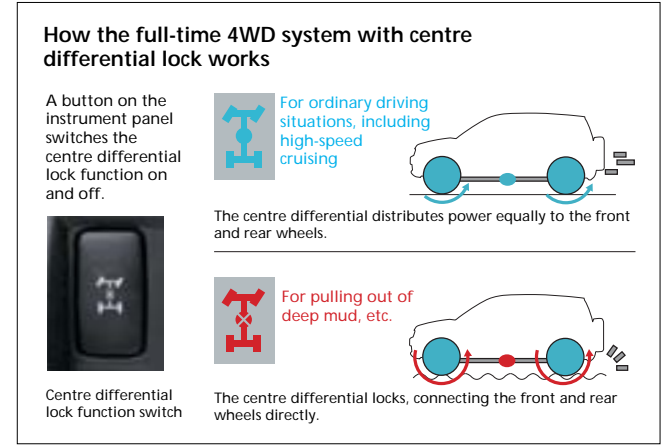 How the full-time 4WD system with centre
differential lock works
A button on the
instrument panel
switches the
centre differential
lock function on
and off.
Centre differential
lock function switch
For ordinary driving
situations, including
high-speed
cruising
The centre differential distributes power equally to the front
and rear wheels.
For pulling out of
deep mud, etc.
The centre differential locks, connecting the front and rear
wheels directly.